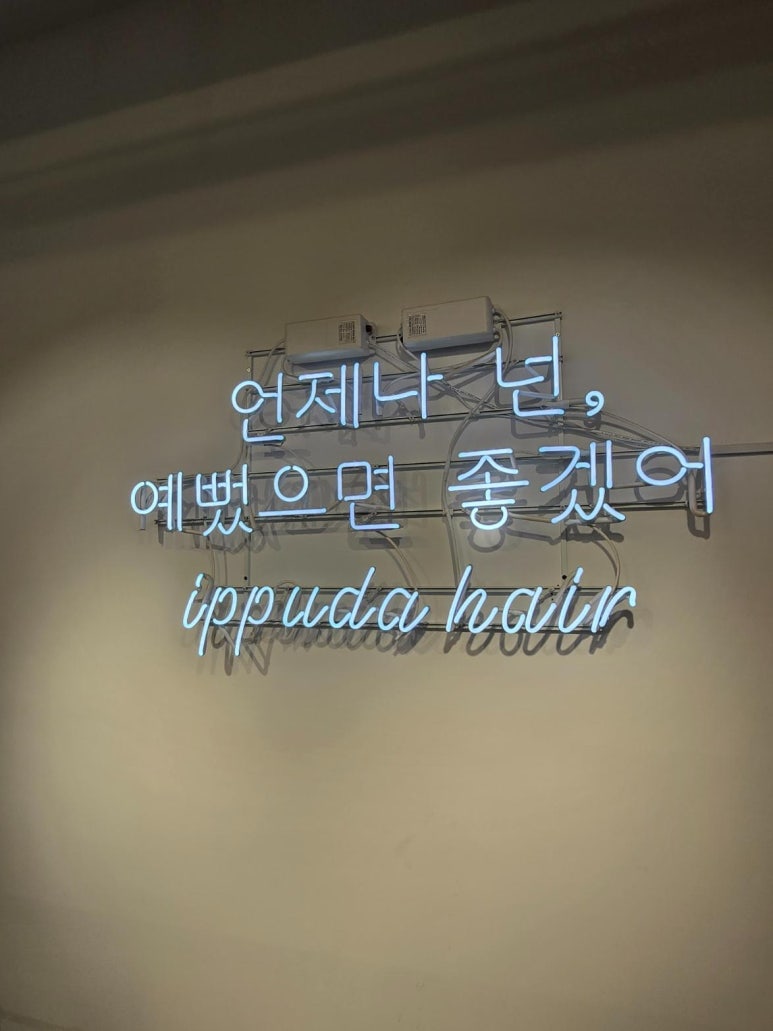 언제나 넌,
예뻤으면 좋겠어
ippuda hair